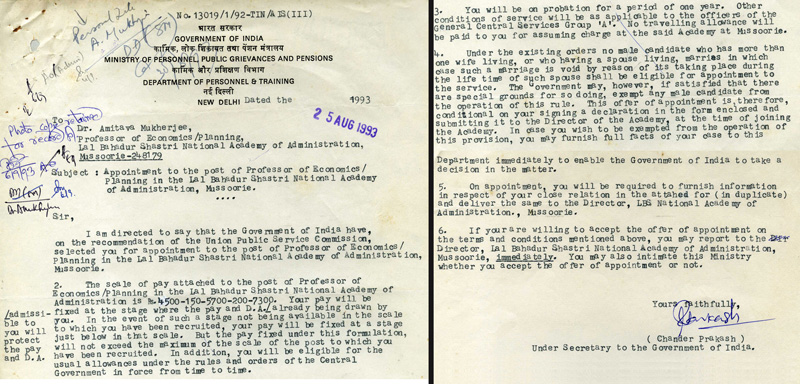 No. 13019/1/92-TIN/AIS(III)
भारत सरकार
GOVERNMENT OF INDIA
कार्मिक, लोक शिकायत तथा पेंशन मंत्रालय
MINISTRY OF PERSONNEL, PUBLIC GRIEVANCES AND PENSIONS
कार्मिक और प्रशिक्षण विभाग
DEPARTMENT OF PERSONNEL & TRAINING
नई दिल्ली
NEW DELHI Dated the 1993
25 AUG 1993
To
Dr. Amitava Mukherjee,
Professor of Economics/Planning,
Lal Bahadur Shastri National Academy of Administration,
Mussoorie-248179
Subject : Appointment to the post of Professor of Economics/
Planning in the Lal Bahadur Shastri National Academy
of Administration, Mussoorie.
....
Sir,
I am directed to say that the Government of India have,
on the recommendation of the Union Public Service Commission,
selected you for appointment to the post of Professor of Economics/
Planning in the Lal Bahadur Shastri National Academy of Administration,
Mussoorie.
2. The scale of pay attached to the post of Professor of
Economics/Planning in the Lal Bahadur Shastri National Academy of
Administration is Rs.4500-150-5700-200-7300. Your pay will be
fixed at the stage where the pay and D.A/ already being drawn by
you. In the event of such a stage not being available in the scale
to which you have been recruited, your pay will be fixed at a stage
just below in that scale. But the pay fixed under this formulation,
will not exceed the maximum of the scale of the post to which you
have been recruited. In addition, you will be eligible for the
usual allowances under the rules and orders of the Central
Government in force from time to time.
/admissi-
ble to
you will
protect
the pay
and D.A.
3. You will be on probation for a period of one year. Other
conditions of service will be as applicable to the officers of the
General Central Services Group 'A'. No travelling allowance will
be paid to you for assuming charge at the said Academy at Mussoorie.
4. Under the existing orders no male candidate who has more than
one wife living, or who having a spouse living, marries in which
case such a marriage is void by reason of its taking place during
the life time of such spouse shall be eligible for appointment to
the service. The Government may, however, if satisfied that there
are special grounds for so doing, exempt any male candidate from
the operation of this rule. This offer of appointment is, therefore,
conditional on your signing a declaration in the form enclosed and
submitting it to the Director of the Academy, at the time of joining
the Academy. In case you wish to be exempted from the operation of
this provision, you may furnish full facts of your case to this
Department immediately to enable the Government of India to take a
decision in the matter.
5. On appointment, you will be required to furnish information
in respect of your close relation in the attahed for (in duplicate)
and deliver the same to the Director, LBS National Academy of
Administration., Mussoorie.
6. If you are willing to accept the offer of appointment on
the terms and conditions mentioned above, you may report to the
Director, Lal Bahadur Shastri National Academy of Administration,
Mussoorie, immediately. You may also intimate this Ministry
whether you accept the offer of appointment or not.
Yours faithfully,
( Chander Prakash )
Under Secretary to the Government of India.